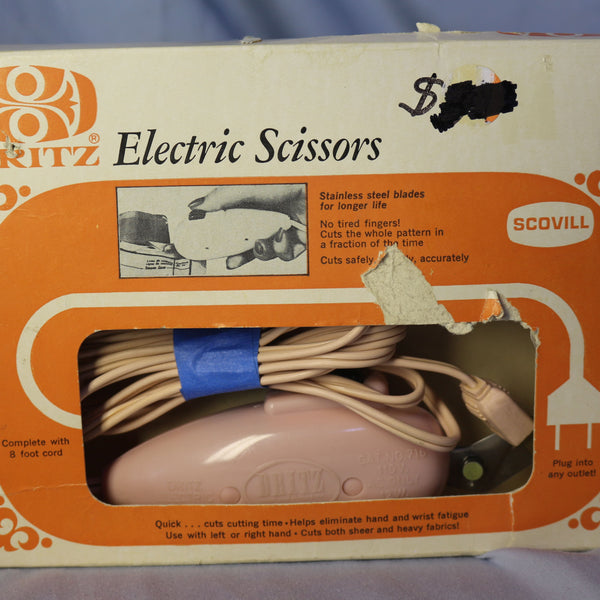 $
RITZ®
Electric Scissors
Stainless steel blades
for longer life
No tired fingers!
Cuts the whole pattern in
a fraction of the time
Cuts safely, accurately
SCOVILL
Complete with
8 foot cord
DRITZ
CAT NO. 716
Plug into
any outlet!
Quick . . . cuts cutting time • Helps eliminate hand and wrist fatigue
Use with left or right hand • Cuts both sheer and heavy fabrics!